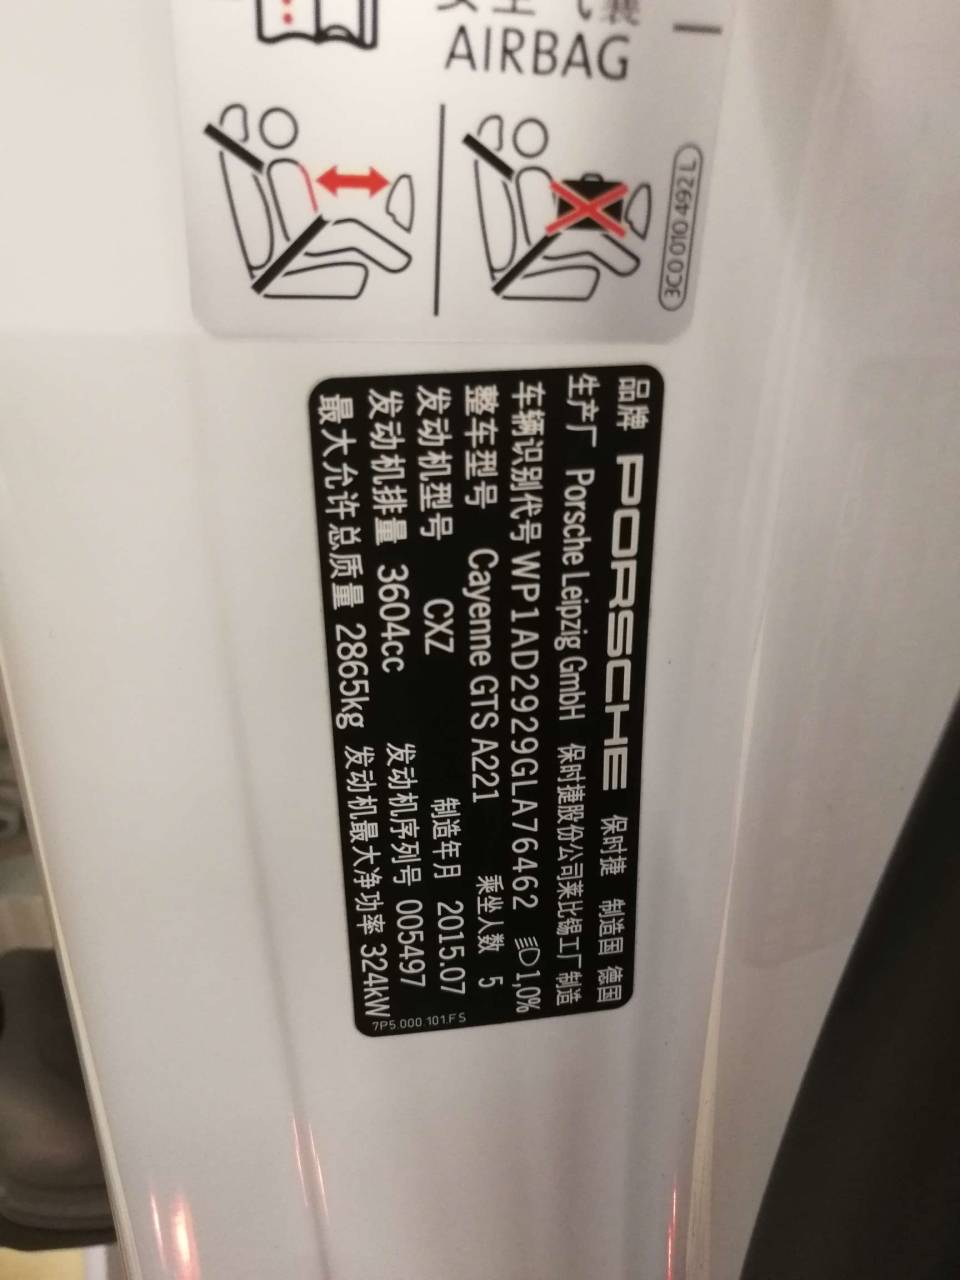 AIRBAG
3C0 010 492 L
品牌 PORSCHE 保时捷 制造国 德国
生产厂 Porsche Leipzig GmbH 保时捷股份公司莱比锡工厂制造
车辆识别代号 WP1AD2929GLA76462 1,0%
整车型号 Cayenne GTS A221 乘坐人数 5
发动机型号 CXZ 制造年月 2015.07
发动机排量 3604cc 发动机序列号 005497
最大允许总质量 2865kg 发动机最大净功率 324kW
7P5.000.101.FS